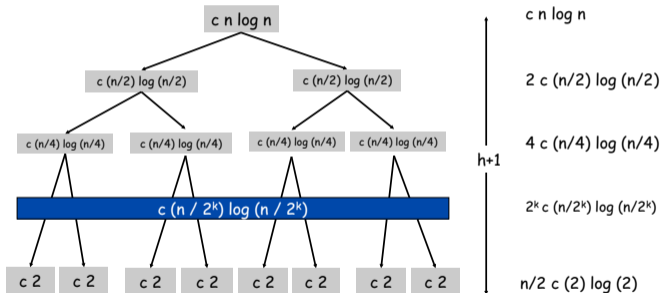 c n log n
c n log n
c (n/2) log (n/2) c (n/2) log (n/2)
2 c (n/2) log (n/2)
c (n/4) log (n/4) c (n/4) log (n/4) c (n/4) log (n/4) c (n/4) log (n/4)
4 c (n/4) log (n/4)
h+1
c (n / 2ᵏ) log (n / 2ᵏ)
2ᵏ c (n/2ᵏ) log (n/2ᵏ)
c 2 c 2 c 2 c 2 c 2 c 2 c 2 c 2
n/2 c (2) log (2)